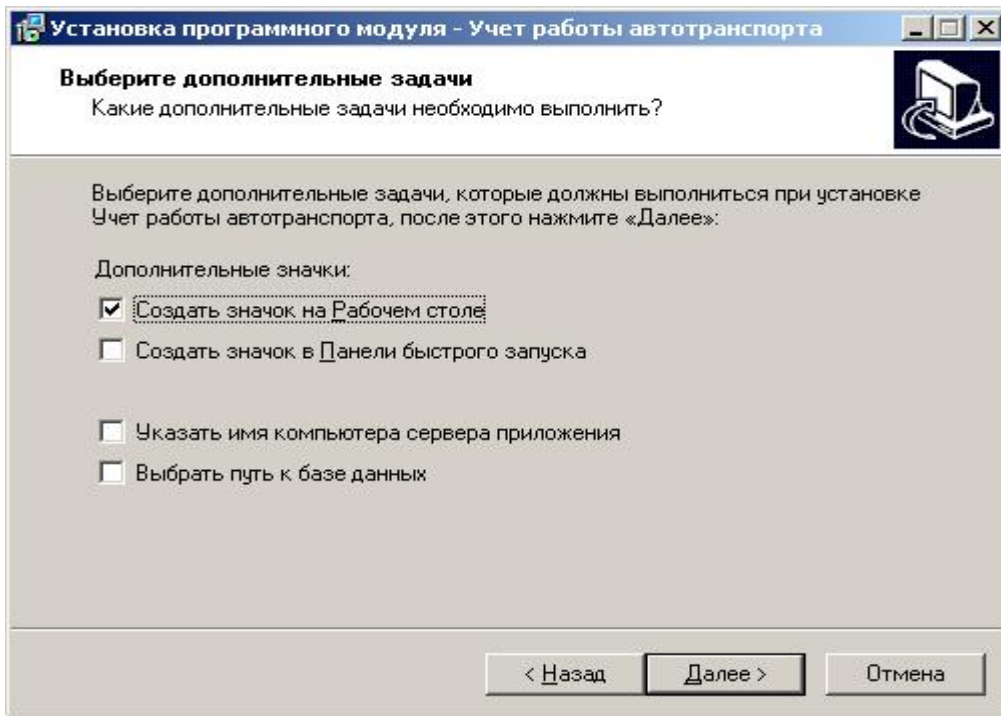 Установка программного модуля - Учет работы автотранспорта
Выберите дополнительные задачи
Какие дополнительные задачи необходимо выполнить?
Выберите дополнительные задачи, которые должны выполниться при установке
Учет работы автотранспорта, после этого нажмите «Далее»:
Дополнительные значки:
Создать значок на Рабочем столе
Создать значок в Панели быстрого запуска
Указать имя компьютера сервера приложения
Выбрать путь к базе данных
< Назад Далее > Отмена